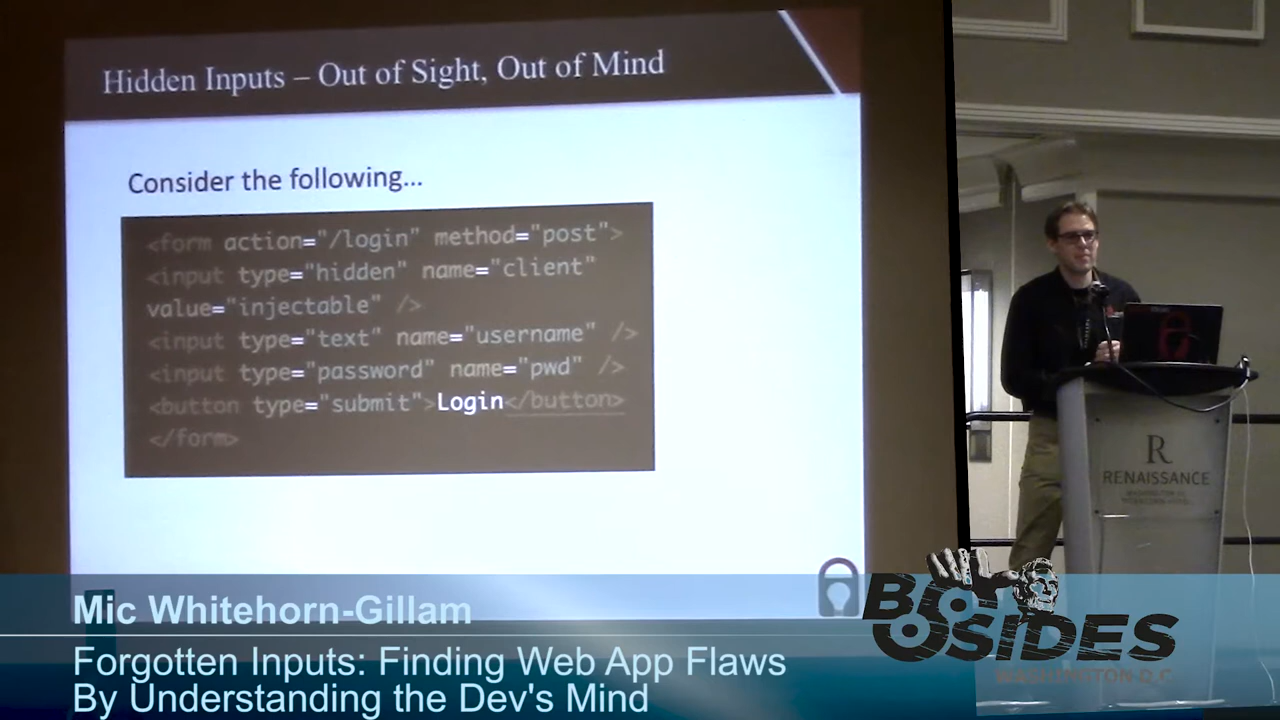 Hidden Inputs – Out of Sight, Out of Mind
Consider the following...
<form action="/login" method="post">
<input type="hidden" name="client"
value="injectable" />
<input type="text" name="username" />
<input type="password" name="pwd" />
<button type="submit">Login</button>
</form>
R
RENAISSANCE
Mic Whitehorn-Gillam
Forgotten Inputs: Finding Web App Flaws
By Understanding the Dev's Mind
BSIDES
WASHINGTON D.C.